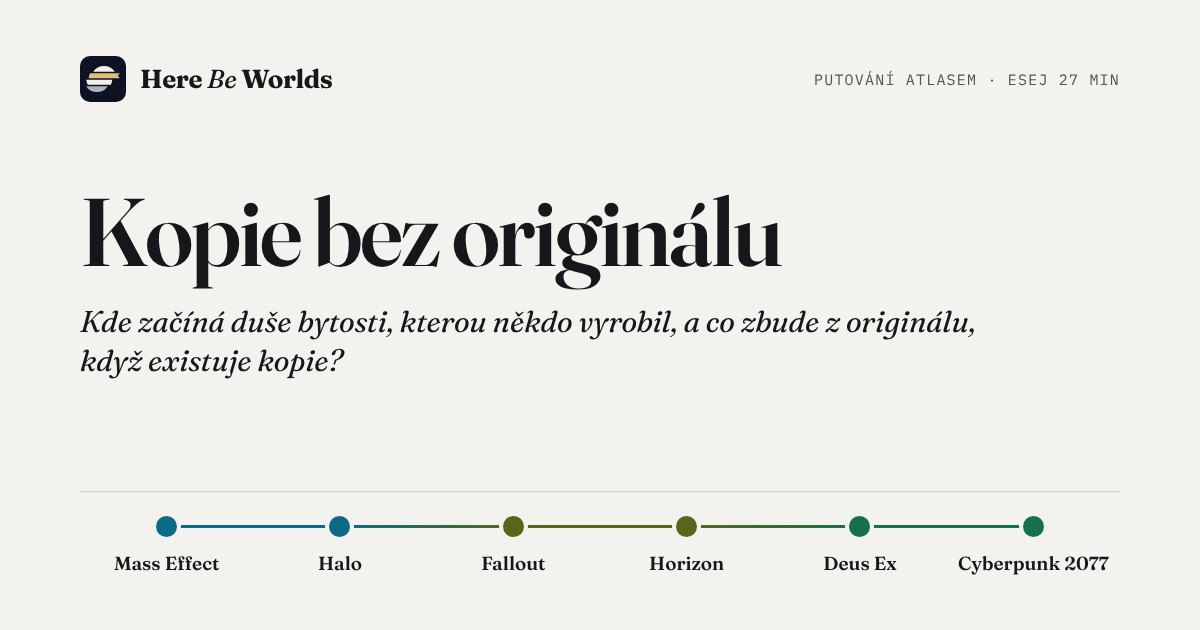 Here Be Worlds
PUTOVÁNÍ ATLASEM · ESEJ 27 MIN
Kopie bez originálu
Kde začíná duše bytosti, kterou někdo vyrobil, a co zbude z originálu,
když existuje kopie?
Mass Effect
Halo
Fallout
Horizon
Deus Ex
Cyberpunk 2077